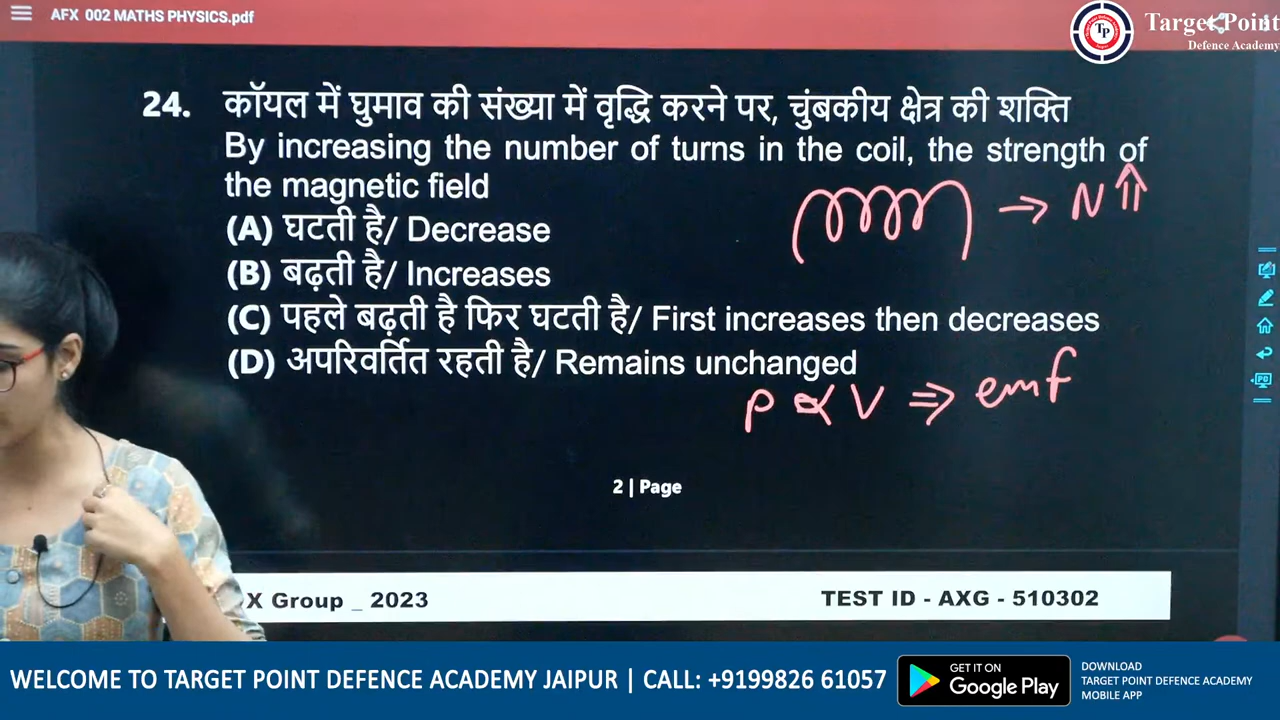 AFX 002 MATHS PHYSICS.pdf
Target Point
Defence Academy
TP
24. कॉयल में घुमाव की संख्या में वृद्धि करने पर, चुंबकीय क्षेत्र की शक्ति
By increasing the number of turns in the coil, the strength of
the magnetic field
→ N ⇑
(A) घटती है/ Decrease
(B) बढ़ती है/ Increases
(C) पहले बढ़ती है फिर घटती है/ First increases then decreases
(D) अपरिवर्तित रहती है/ Remains unchanged
P ∝ V ⇒ emf
2 | Page
X Group _ 2023
TEST ID - AXG - 510302
WELCOME TO TARGET POINT DEFENCE ACADEMY JAIPUR | CALL: +9199826 61057
GET IT ON
Google Play
DOWNLOAD
TARGET POINT DEFENCE ACADEMY
MOBILE APP